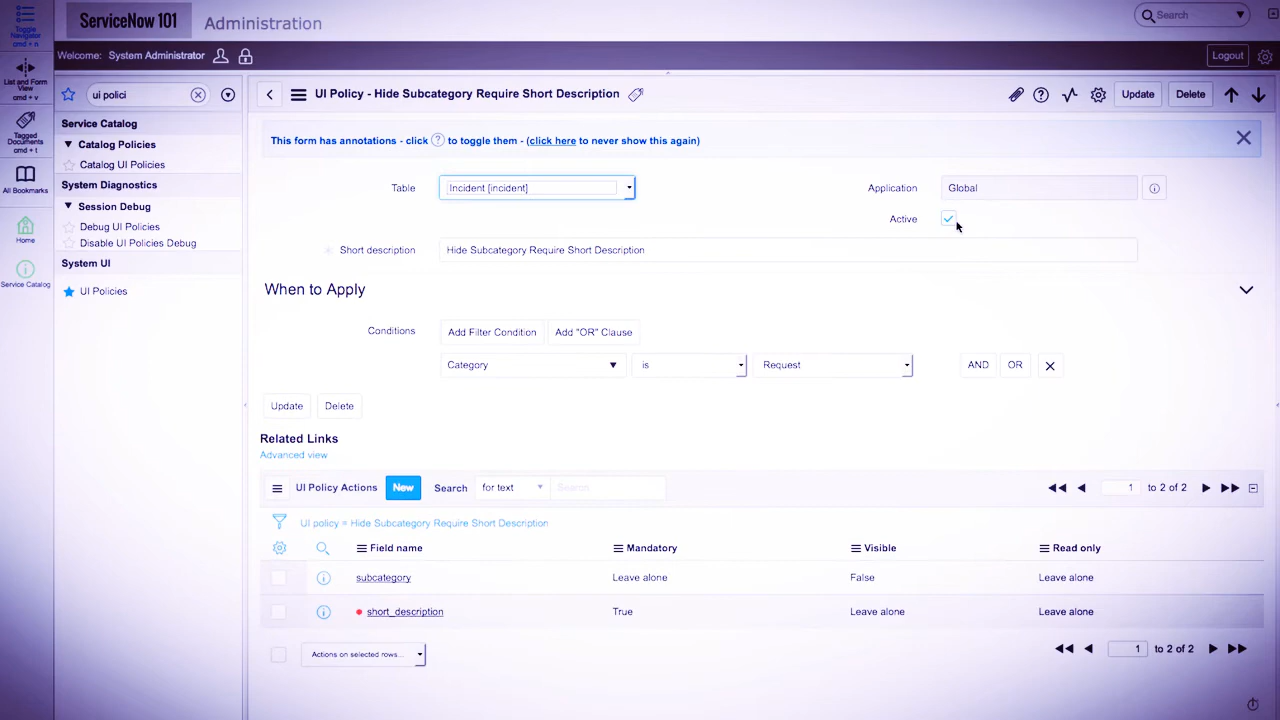 ServiceNow 101
Administration
Search
Toggle
Navigator
cmd + n
Welcome: System Administrator
Logout
List and Form
View
cmd + v
Tagged
Documents
cmd + t
All Bookmarks
Home
Service Catalog
ui polici
Service Catalog
Catalog Policies
Catalog UI Policies
System Diagnostics
Session Debug
Debug UI Policies
Disable UI Policies Debug
System UI
UI Policies
UI Policy - Hide Subcategory Require Short Description
Update
Delete
This form has annotations - click ? to toggle them - (click here to never show this again)
Table
Incident [incident]
Application
Global
Active
Short description
Hide Subcategory Require Short Description
When to Apply
Conditions
Add Filter Condition
Add "OR" Clause
Category
is
Request
AND
OR
Update
Delete
Related Links
Advanced view
UI Policy Actions
New
Search
for text
Search
1
to 2 of 2
UI policy = Hide Subcategory Require Short Description
Field name
Mandatory
Visible
Read only
subcategory
Leave alone
False
Leave alone
short_description
True
Leave alone
Leave alone
Actions on selected rows...
1
to 2 of 2